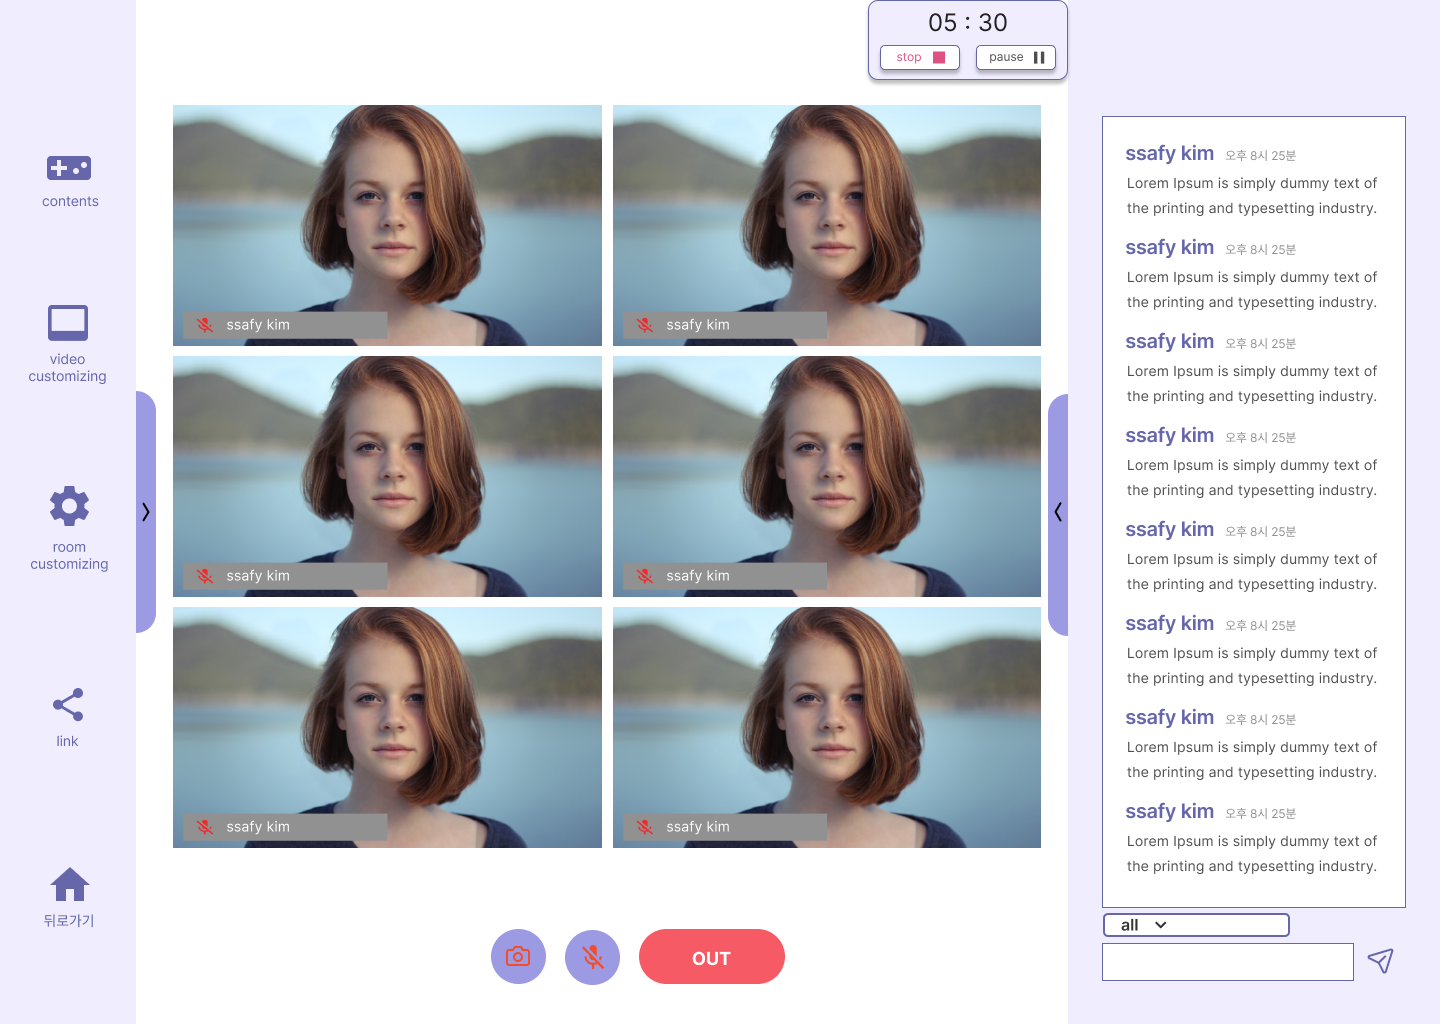 05 : 30
stop
pause
contents
video
customizing
room
customizing
link
뒤로가기
ssafy kim
ssafy kim
ssafy kim
ssafy kim
ssafy kim
ssafy kim
OUT
ssafy kim 오후 8시 25분
Lorem Ipsum is simply dummy text of
the printing and typesetting industry.
ssafy kim 오후 8시 25분
Lorem Ipsum is simply dummy text of
the printing and typesetting industry.
ssafy kim 오후 8시 25분
Lorem Ipsum is simply dummy text of
the printing and typesetting industry.
ssafy kim 오후 8시 25분
Lorem Ipsum is simply dummy text of
the printing and typesetting industry.
ssafy kim 오후 8시 25분
Lorem Ipsum is simply dummy text of
the printing and typesetting industry.
ssafy kim 오후 8시 25분
Lorem Ipsum is simply dummy text of
the printing and typesetting industry.
ssafy kim 오후 8시 25분
Lorem Ipsum is simply dummy text of
the printing and typesetting industry.
ssafy kim 오후 8시 25분
Lorem Ipsum is simply dummy text of
the printing and typesetting industry.
all